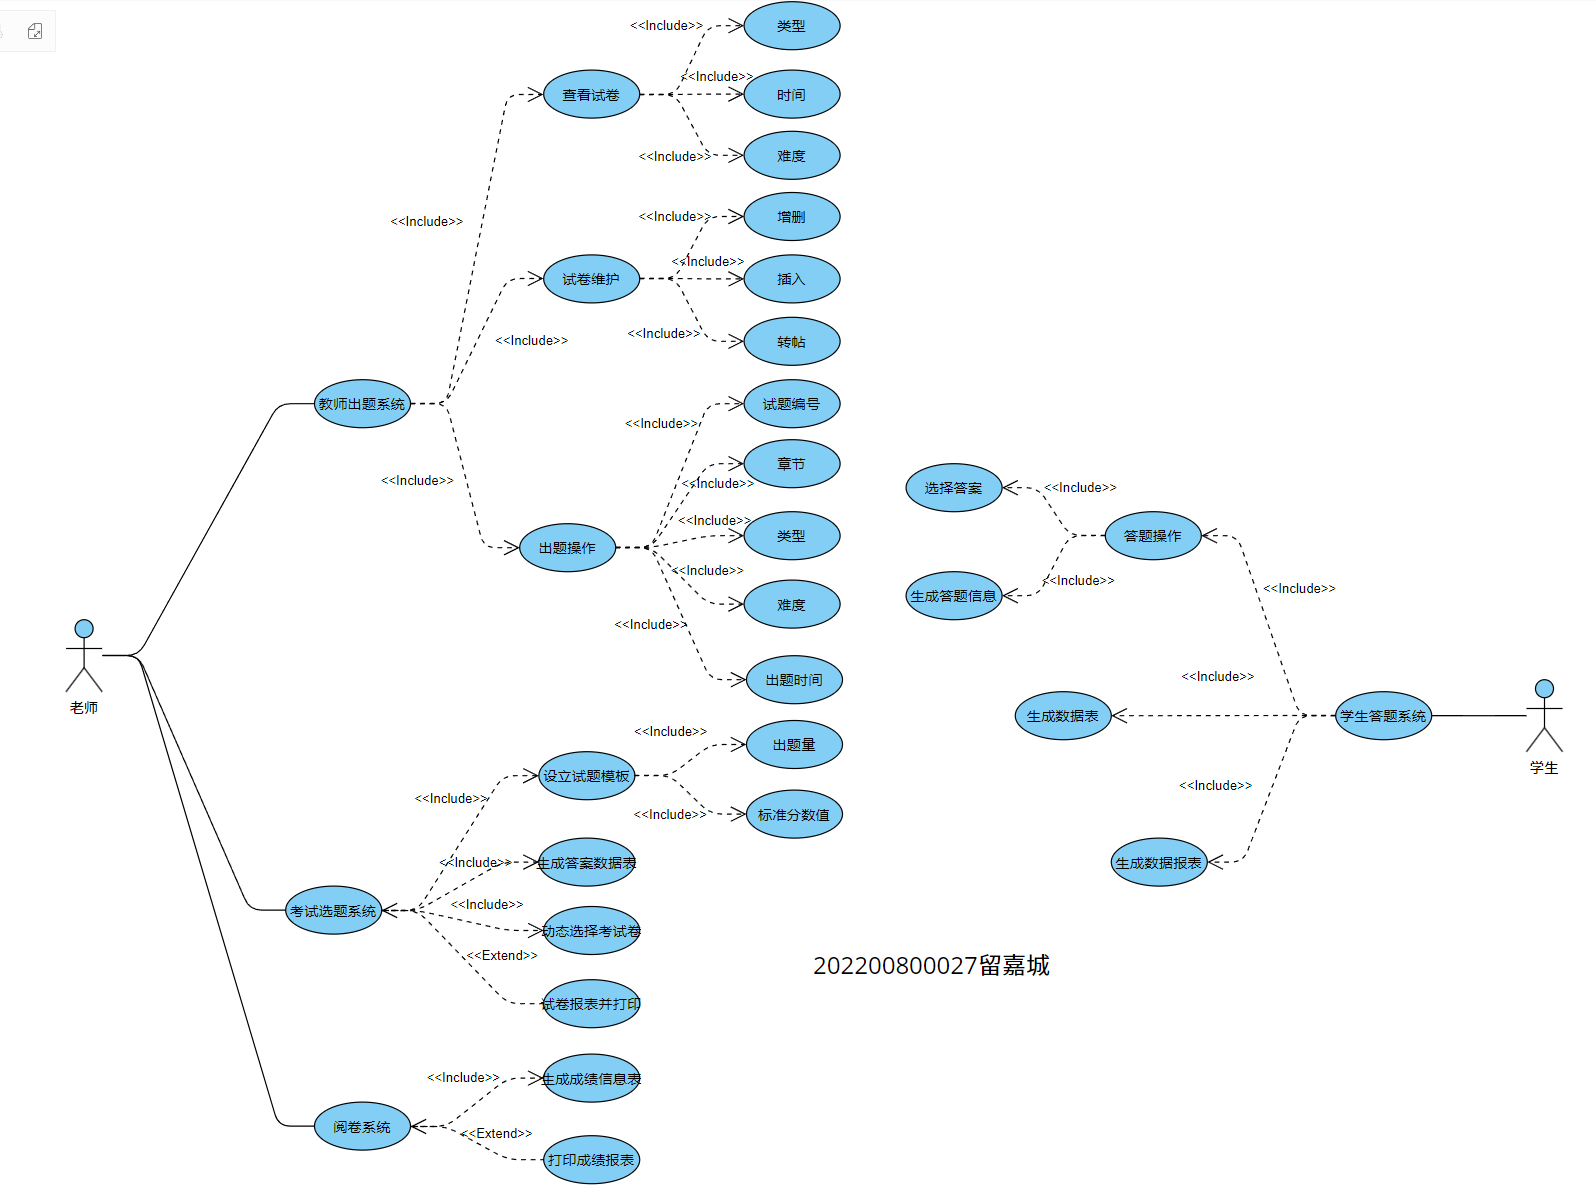 <<Include>>
类型
<<Include>>
查看试卷
时间
<<Include>>
难度
<<Include>>
<<Include>>
增删
<<Include>>
试卷维护
插入
<<Include>>
<<Include>>
转帖
教师出题系统
试题编号
<<Include>>
章节
<<Include>>
<<Include>>
<<Include>>
类型
出题操作
<<Include>>
难度
<<Include>>
出题时间
老师
<<Include>>
出题量
设立试题模板
<<Include>>
<<Include>>
标准分数值
<<Include>>
生成答案数据表
<<Include>>
考试选题系统
动态选择考试卷
<<Extend>>
试卷报表并打印
<<Include>>
生成成绩信息表
阅卷系统
<<Extend>>
打印成绩报表
选择答案
<<Include>>
答题操作
<<Include>>
生成答题信息
<<Include>>
<<Include>>
生成数据表
学生答题系统
学生
<<Include>>
生成数据报表
202200800027留嘉城